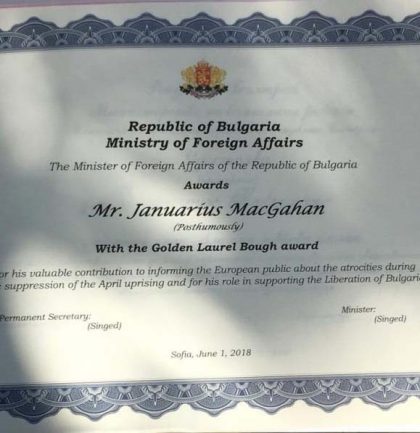 Republic of Bulgaria
Ministry of Foreign Affairs
The Minister of Foreign Affairs of the Republic of Bulgaria
Awards
Mr. Januarius MacGahan
(Posthumously)
With the Golden Laurel Bough award
or his valuable contribution to informing the European public about the atrocities during
suppression of the April uprising and for his role in supporting the Liberation of Bulgaria
Permanent Secretary:
(Singed)
Minister:
(Singed)
Sofia, June 1, 2018